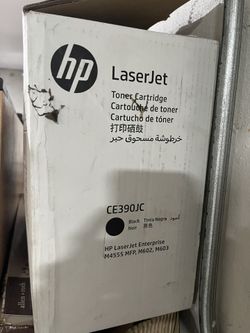 hp
LaserJet
Toner Cartridge
Cartouche de toner
Cartucho de tóner
打印硒鼓
خرطوشة مسحوق حبر
CE390JC
Black Tinta Negra أسود
Noir 黑色
HP LaserJet Enterprise
M4555 MFP, M602, M603